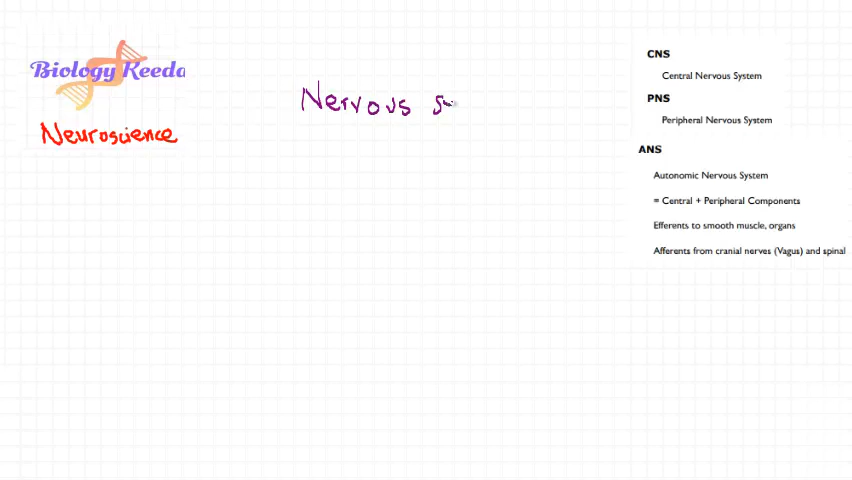 Biology Keeda
Neuroscience
Nervous
CNS
Central Nervous System
PNS
Peripheral Nervous System
ANS
Autonomic Nervous System
= Central + Peripheral Components
Efferents to smooth muscle, organs
Afferents from cranial nerves (Vagus) and spinal